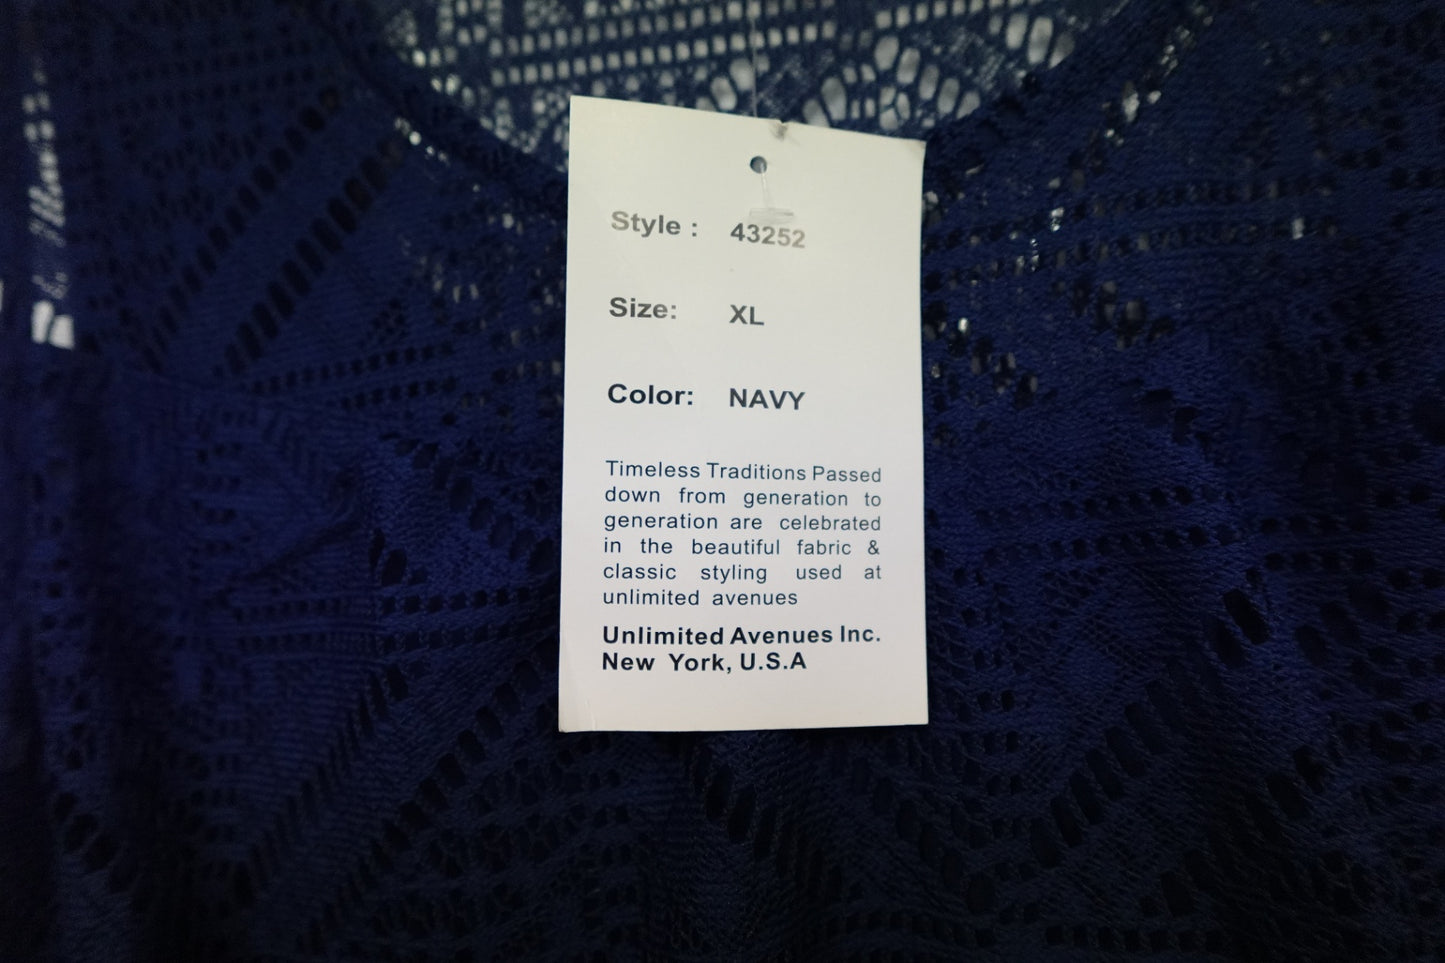 Style : 43252
Size: XL
Color: NAVY
Timeless Traditions Passed
down from generation to
generation are celebrated
in the beautiful fabric &
classic styling used at
unlimited avenues
Unlimited Avenues Inc.
New York, U.S.A